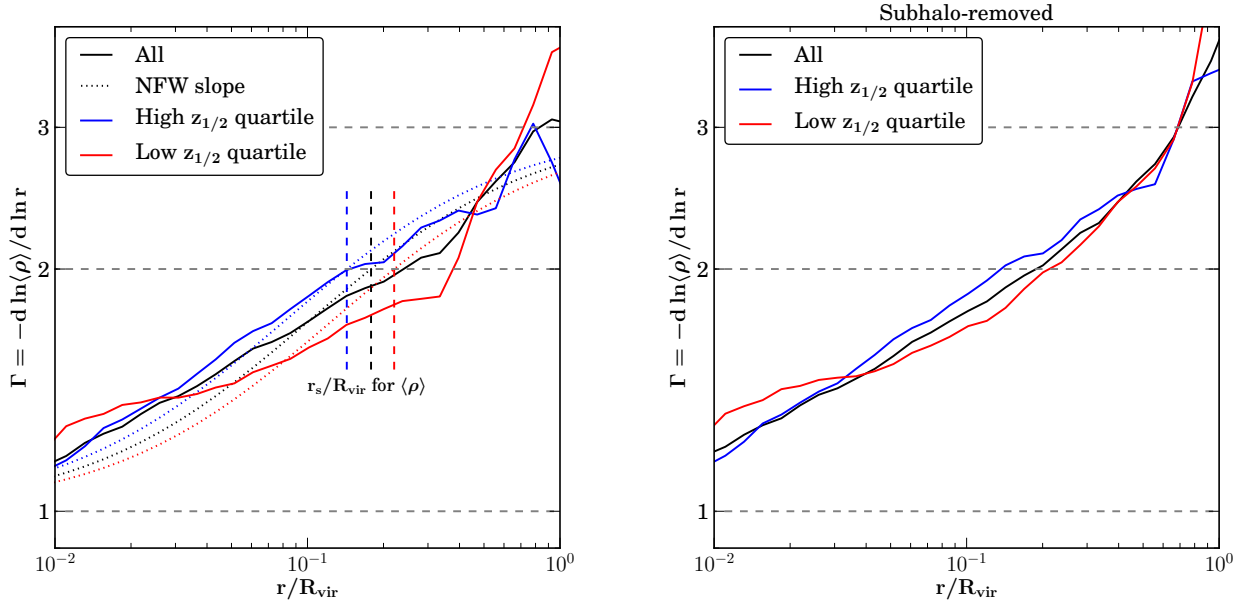 All
NFW slope
High z1/2 quartile
Low z1/2 quartile
rs/Rvir for ⟨ρ⟩
Γ = −d ln⟨ρ⟩/d ln r
3
2
1
10−2
10−1
100
r/Rvir
Subhalo-removed
All
High z1/2 quartile
Low z1/2 quartile
Γ = −d ln⟨ρ⟩/d ln r
3
2
1
10−2
10−1
100
r/Rvir